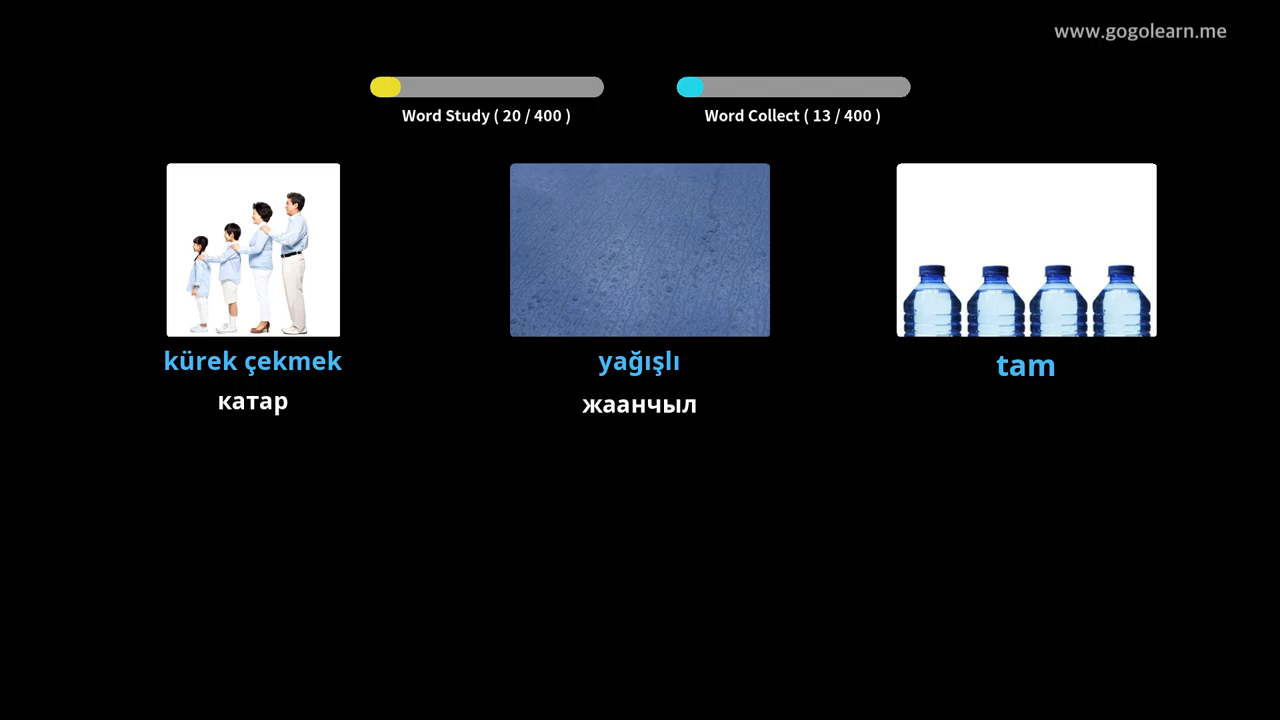 www.gogolearn.me
Word Study ( 20 / 400 )
Word Collect ( 13 / 400 )
kürek çekmek
катар
yağışlı
жаанчыл
tam